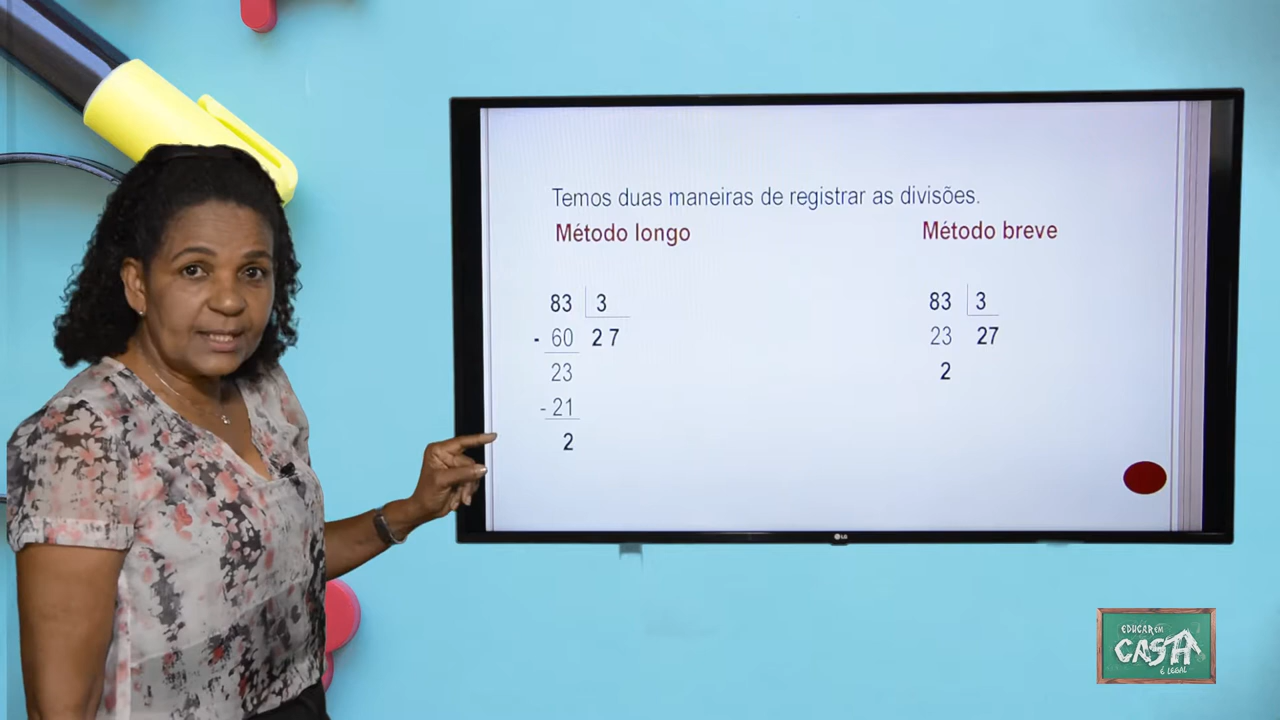 Temos duas maneiras de registrar as divisões.
Método longo
83 3
- 60 2 7
23
- 21
2
Método breve
83 3
23 27
2
LG
EDUCAR EM
CASA
É LEGAL